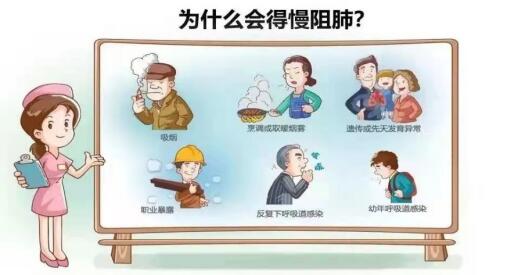 为什么会得慢阻肺?
吸烟
烹调或取暖烟雾
遗传或先天发育异常
职业暴露
反复下呼吸道感染
幼年呼吸道感染